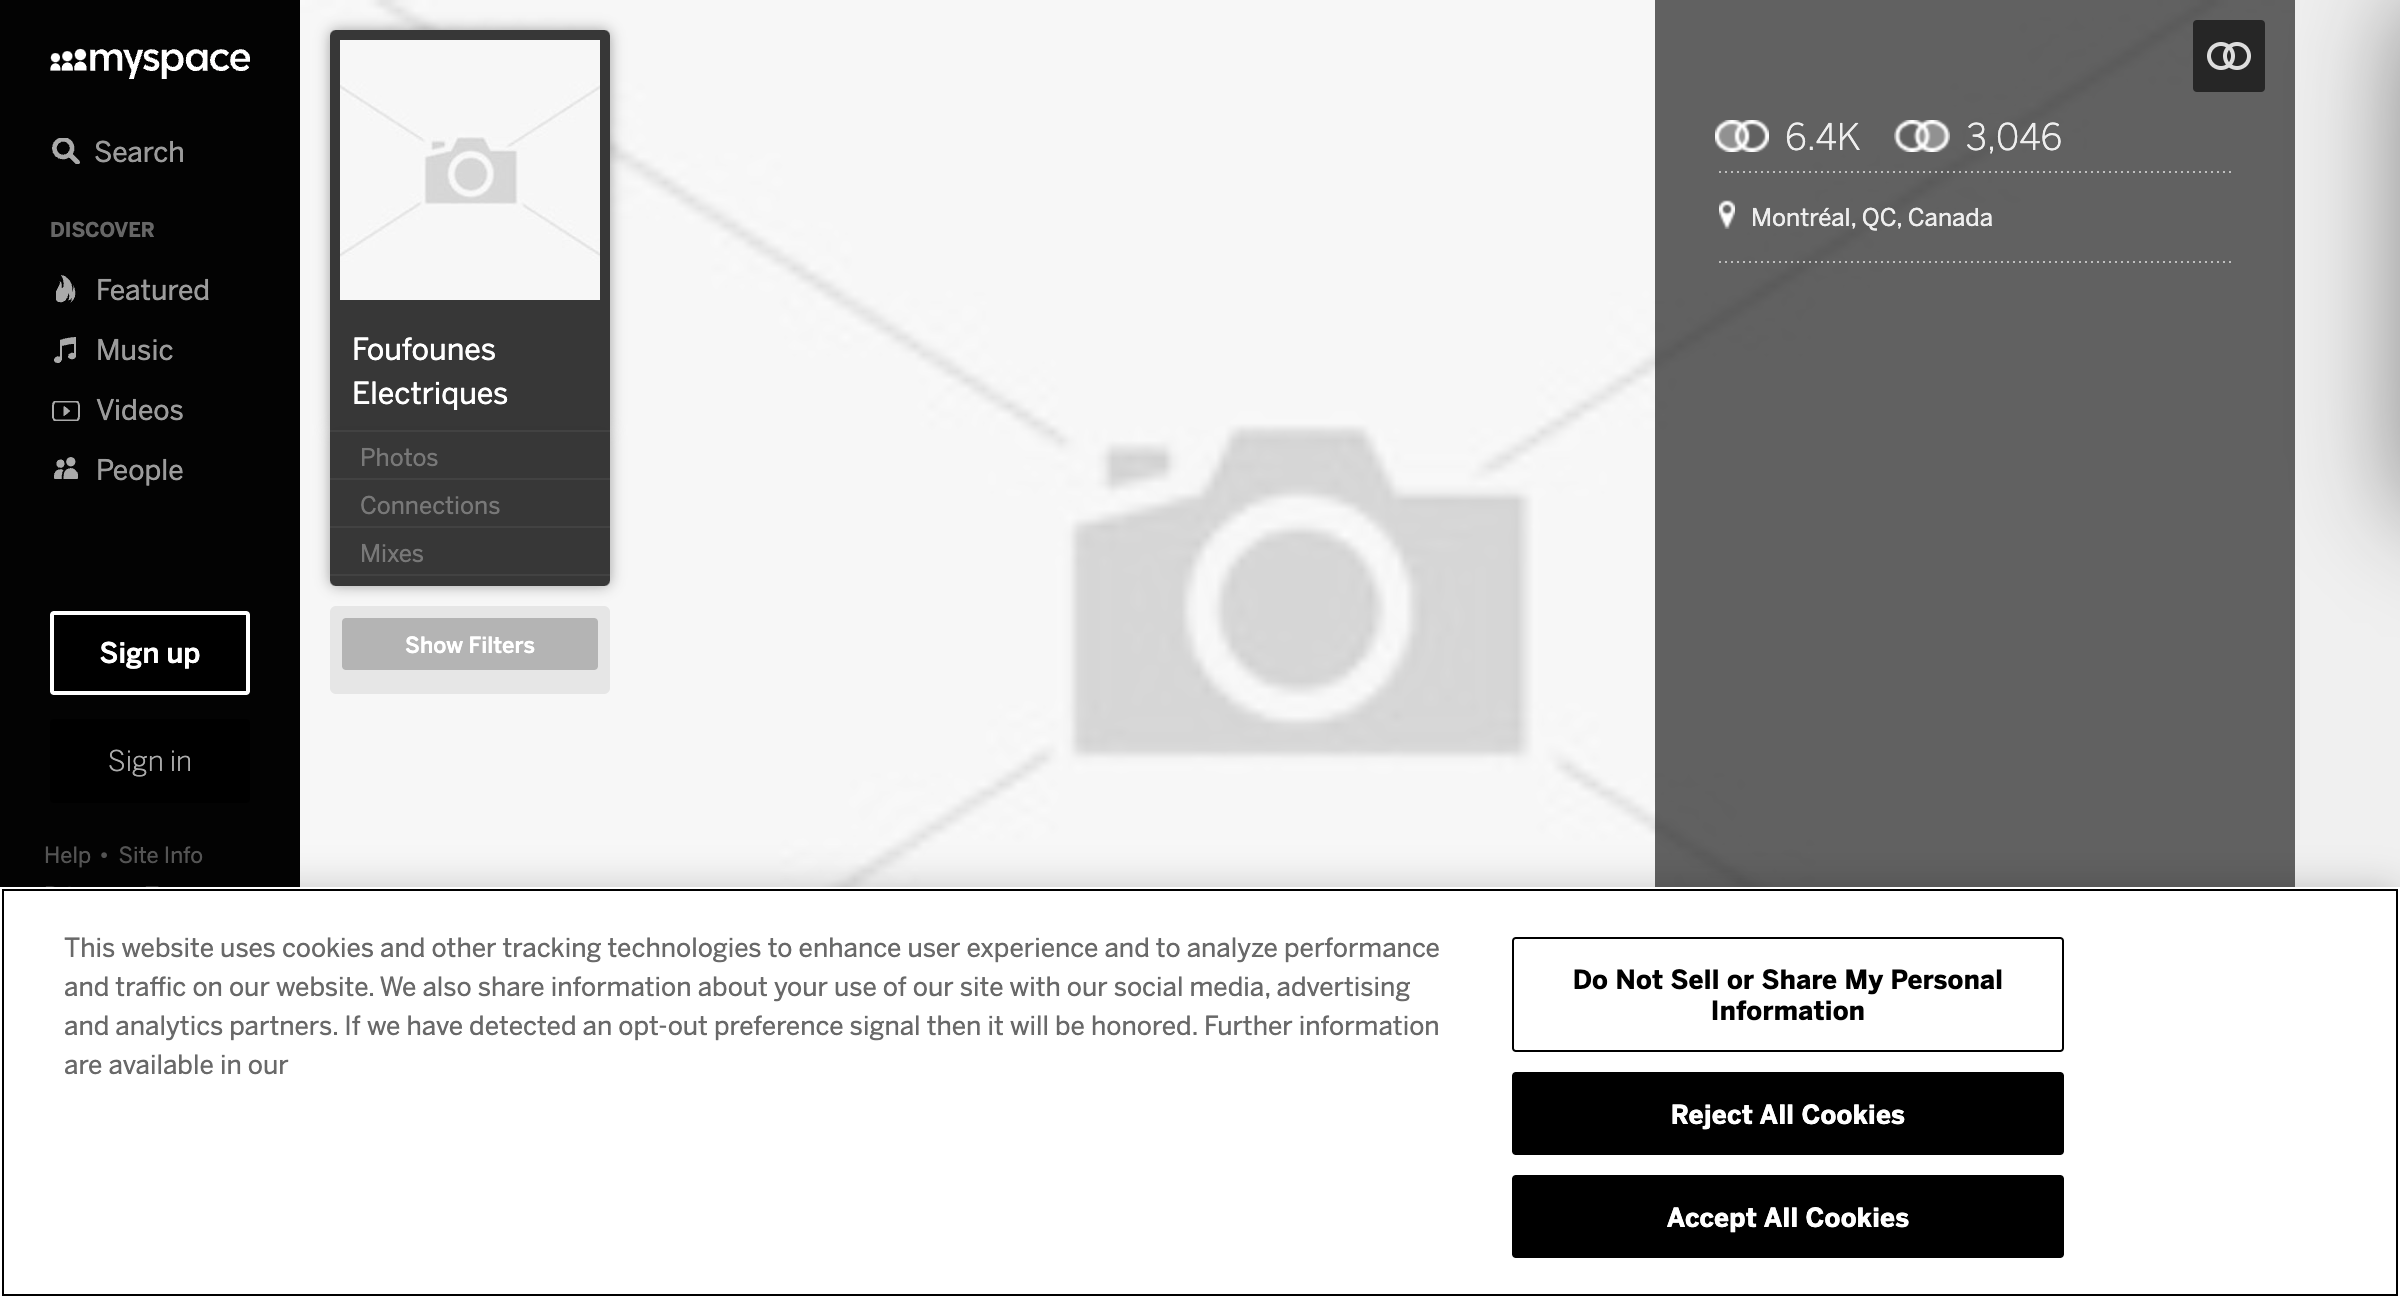 myspace
Search
DISCOVER
Featured
Music
Videos
People
Sign up
Sign in
Help • Site Info
Foufounes
Electriques
Photos
Connections
Mixes
Show Filters
6.4K 3,046
Montréal, QC, Canada
This website uses cookies and other tracking technologies to enhance user experience and to analyze performance
and traffic on our website. We also share information about your use of our site with our social media, advertising
and analytics partners. If we have detected an opt-out preference signal then it will be honored. Further information
are available in our
Do Not Sell or Share My Personal
Information
Reject All Cookies
Accept All Cookies